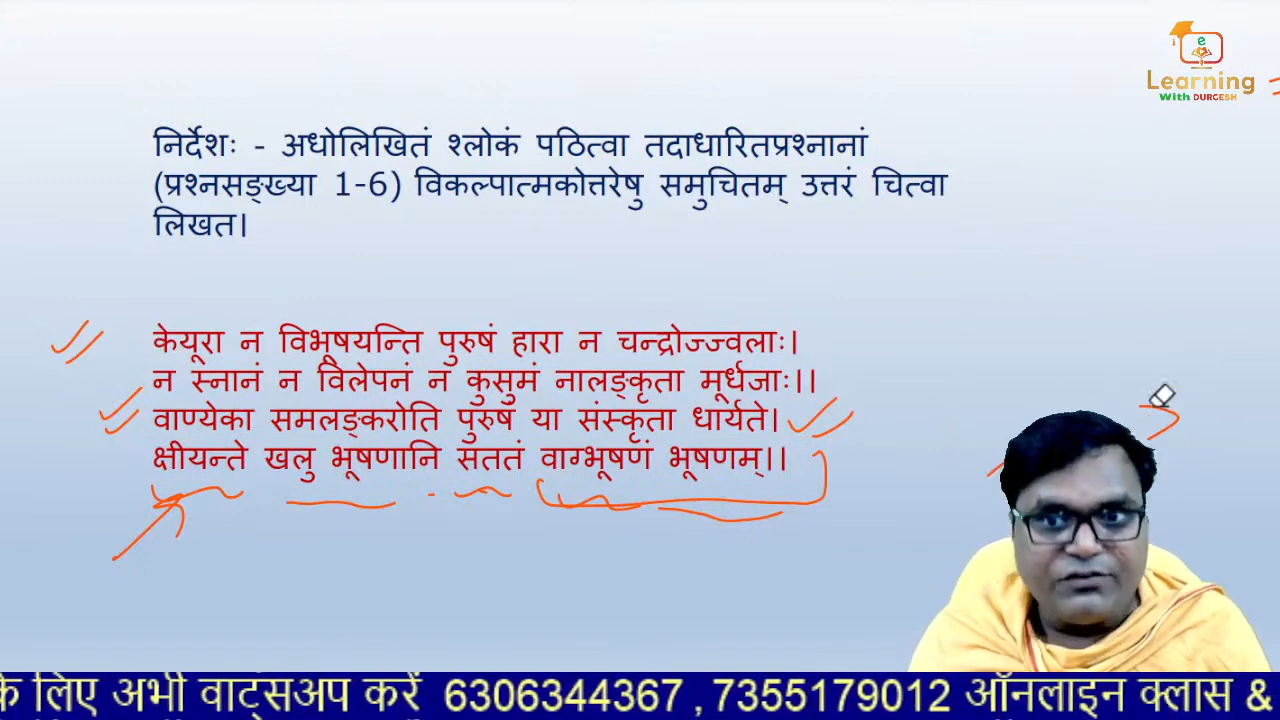 e
Learning
With DURGESH
निर्देशः - अधोलिखितं श्लोकं पठित्वा तदाधारितप्रश्नानां
(प्रश्नसङ्ख्या 1-6) विकल्पात्मकोत्तरेषु समुचितम् उत्तरं चित्वा
लिखत।
केयूरा न विभूषयन्ति पुरुषं हारा न चन्द्रोज्ज्वलाः।
न स्नानं न विलेपनं न कुसुमं नालङ्कृता मूर्धजाः।।
वाण्येका समलङ्करोति पुरुषं या संस्कृता धार्यते।
क्षीयन्ते खलु भूषणानि सततं वाग्भूषणं भूषणम्।।
के लिए अभी वाट्सअप करें 6306344367 , 7355179012 ऑनलाइन क्लास &